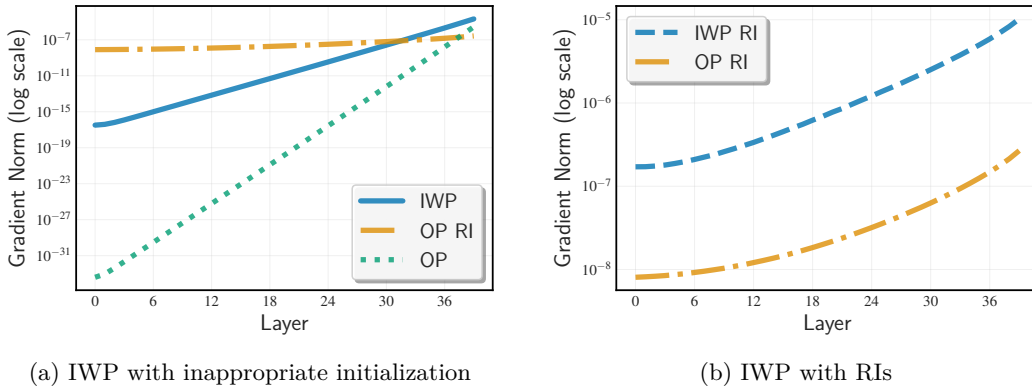 Gradient Norm (log scale)
10⁻⁷
10⁻¹¹
10⁻¹⁵
10⁻¹⁹
10⁻²³
10⁻²⁷
10⁻³¹
IWP
OP RI
OP
0 6 12 18 24 30 36
Layer
(a) IWP with inappropriate initialization
Gradient Norm (log scale)
10⁻⁵
10⁻⁶
10⁻⁷
10⁻⁸
IWP RI
OP RI
0 6 12 18 24 30 36
Layer
(b) IWP with RIs